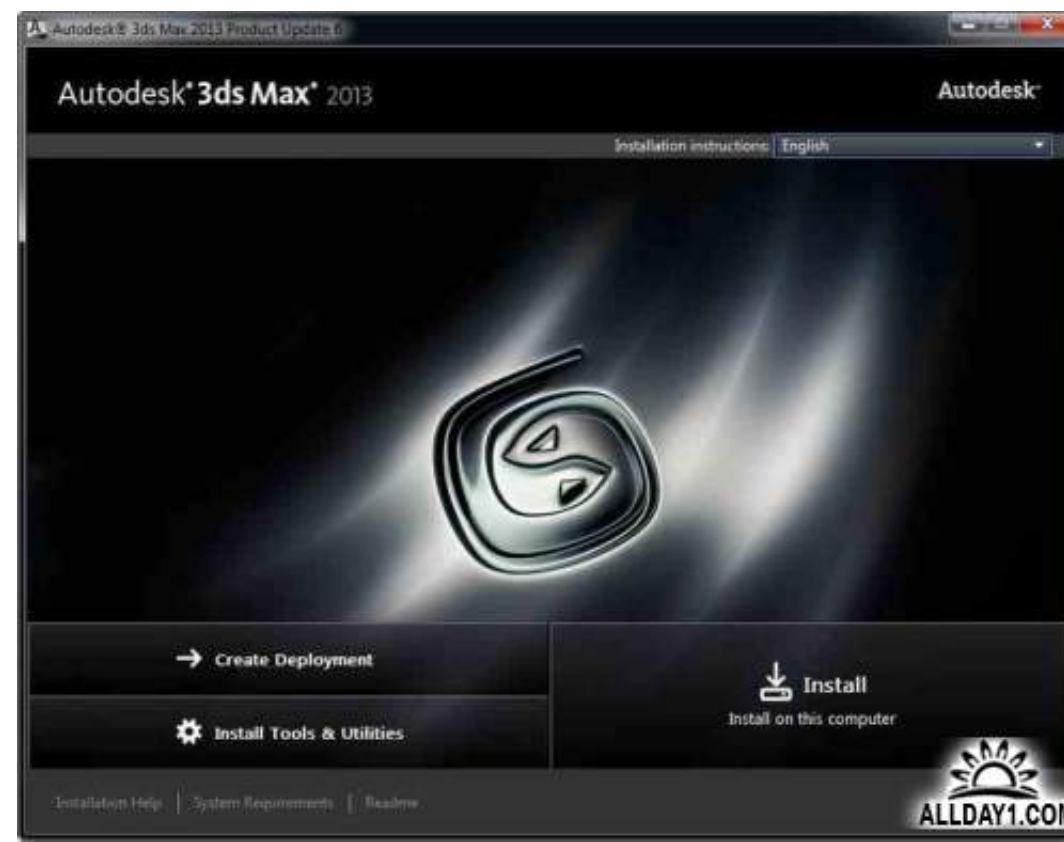 Autodesk® 3ds Max 2013 Product Update 6
Autodesk® 3ds Max® 2013
Autodesk
Installation instructions: English
Create Deployment
Install
Install on this computer
Install Tools & Utilities
Installation Help | System Requirements | Readme
ALLDAY1.COM